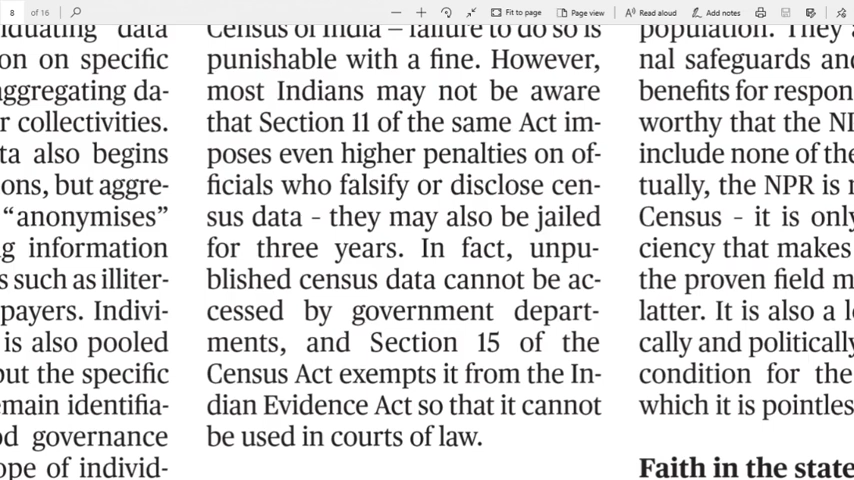 8 of 16
Fit to page
Page view
Read aloud
Add notes
iduating data
on on specific
aggregating da-
r collectivities.
ta also begins
ons, but aggre-
“anonymises”
g information
s such as illiter-
payers. Indivi-
is also pooled
out the specific
emain identifia-
od governance
ope of individ-
Census of India – failure to do so is
punishable with a fine. However,
most Indians may not be aware
that Section 11 of the same Act im-
poses even higher penalties on of-
ficials who falsify or disclose cen-
sus data - they may also be jailed
for three years. In fact, unpu-
blished census data cannot be ac-
cessed by government depart-
ments, and Section 15 of the
Census Act exempts it from the In-
dian Evidence Act so that it cannot
be used in courts of law.
population. They a
nal safeguards and
benefits for respon
worthy that the NI
include none of the
tually, the NPR is n
Census - it is only
ciency that makes
the proven field m
latter. It is also a l
cally and politically
condition for the
which it is pointles
Faith in the state